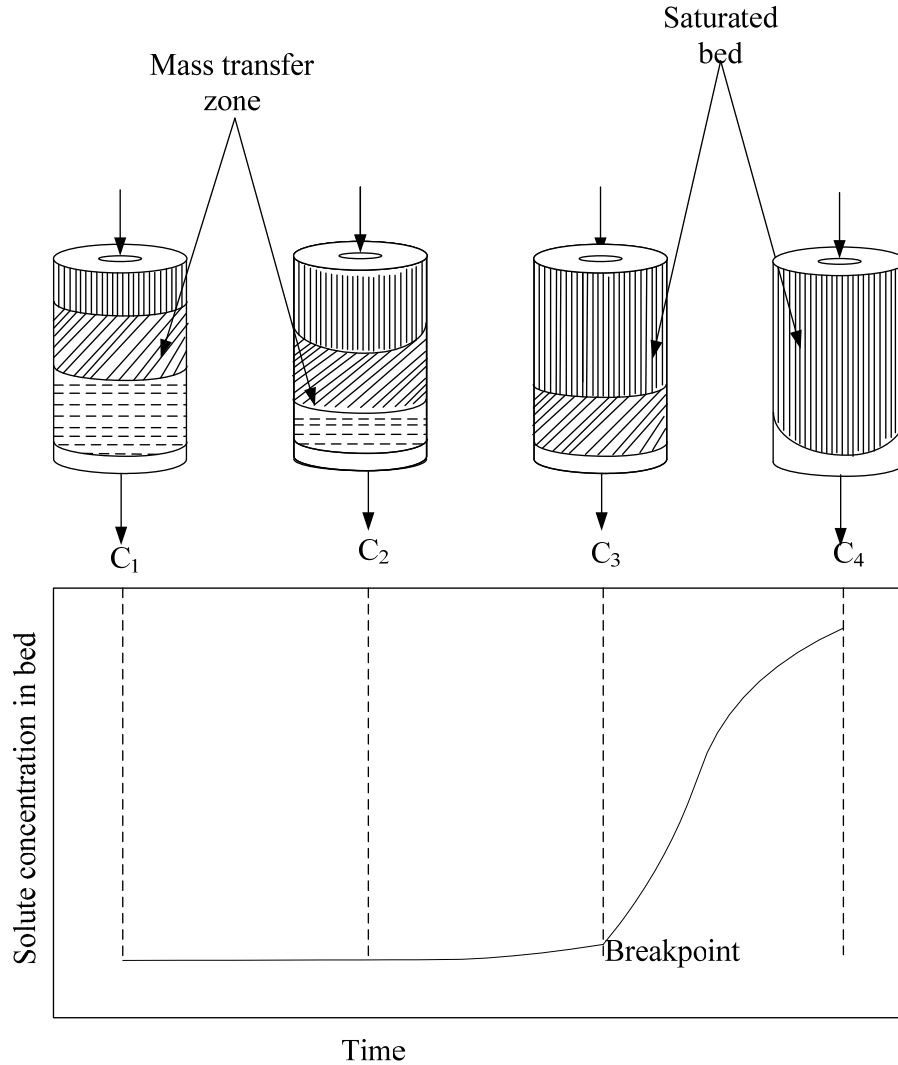 Saturated
bed
Mass transfer
zone
C₁
C₂
C₃
C₄
Solute concentration in bed
Breakpoint
Time